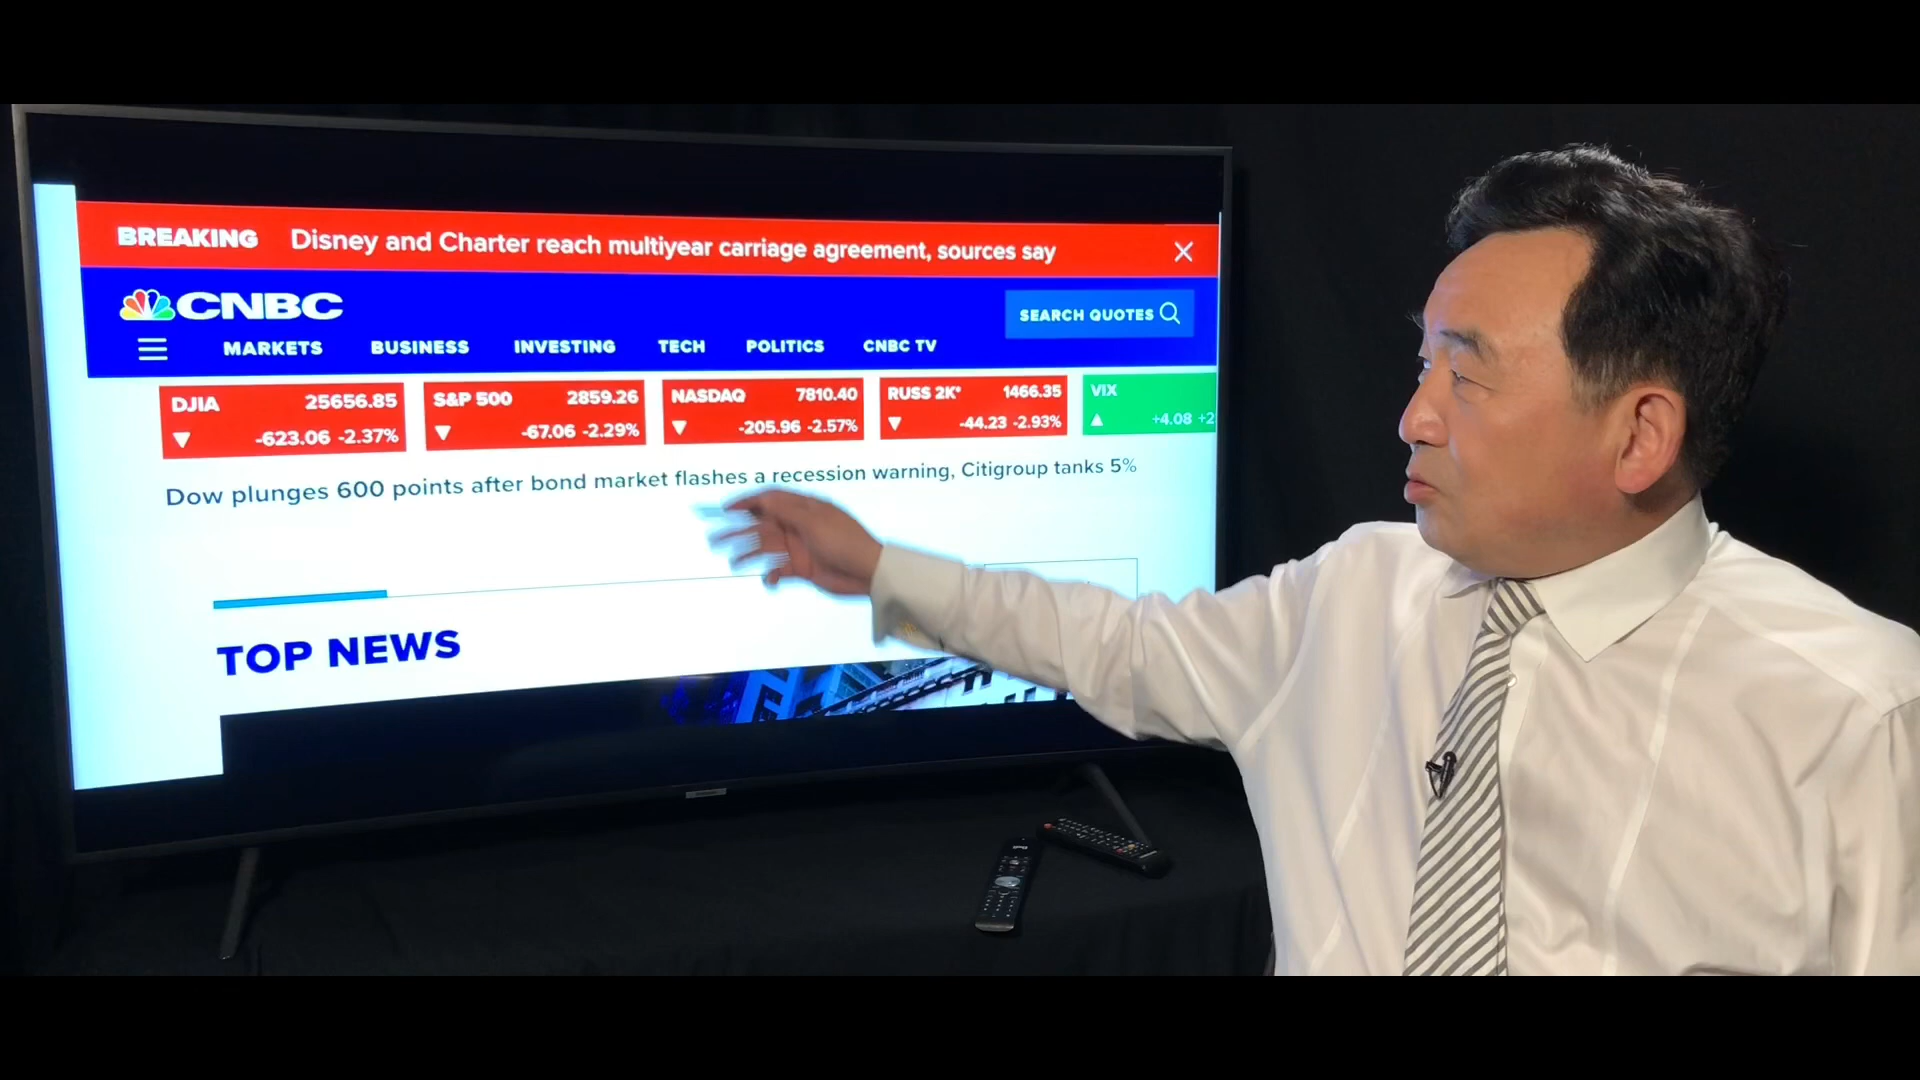 BREAKING Disney and Charter reach multiyear carriage agreement, sources say
CNBC
SEARCH QUOTES
MARKETS BUSINESS INVESTING TECH POLITICS CNBC TV
DJIA 25656.85
-623.06 -2.37%
S&P 500 2859.26
-67.06 -2.29%
NASDAQ 7810.40
-205.96 -2.57%
RUSS 2K* 1466.35
-44.23 -2.93%
VIX
+4.08 +2
Dow plunges 600 points after bond market flashes a recession warning, Citigroup tanks 5%
TOP NEWS